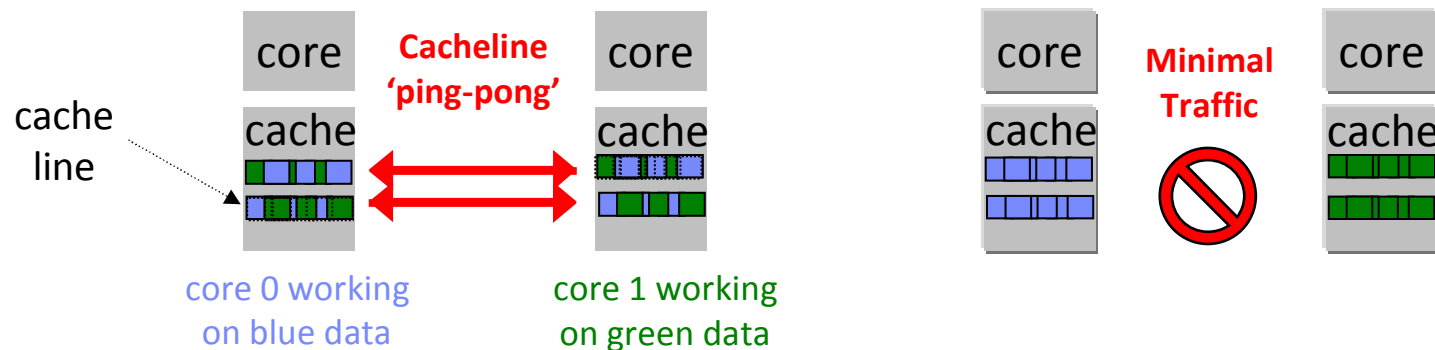 core
Cacheline
‘ping-pong’
core
cache
line
cache
cache
core 0 working
on blue data
core 1 working
on green data
core
Minimal
Traffic
core
cache
cache